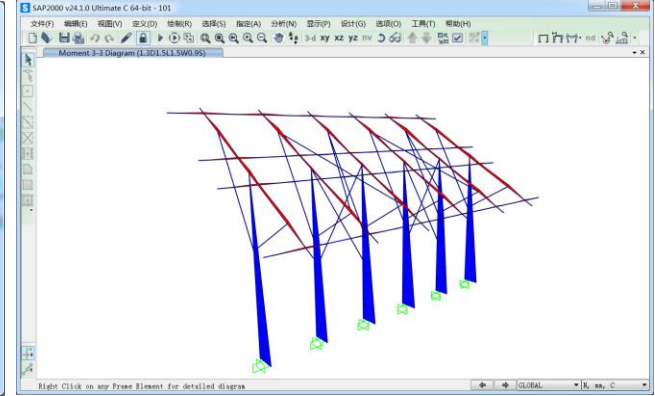 SAP2000 v24.1.0 Ultimate C 64-bit - 101
文件(F) 编辑(E) 视图(V) 定义(D) 绘制(R) 选择(S) 指定(A) 分析(N) 显示(P) 设计(G) 选项(O) 工具(T) 帮助(H)
3-d xy xz yz nv nd
Moment 3-3 Diagram (1.3D1.5L1.5W0.9S)
Right Click on any Frame Element for detailed diagram
GLOBAL N, mm, C